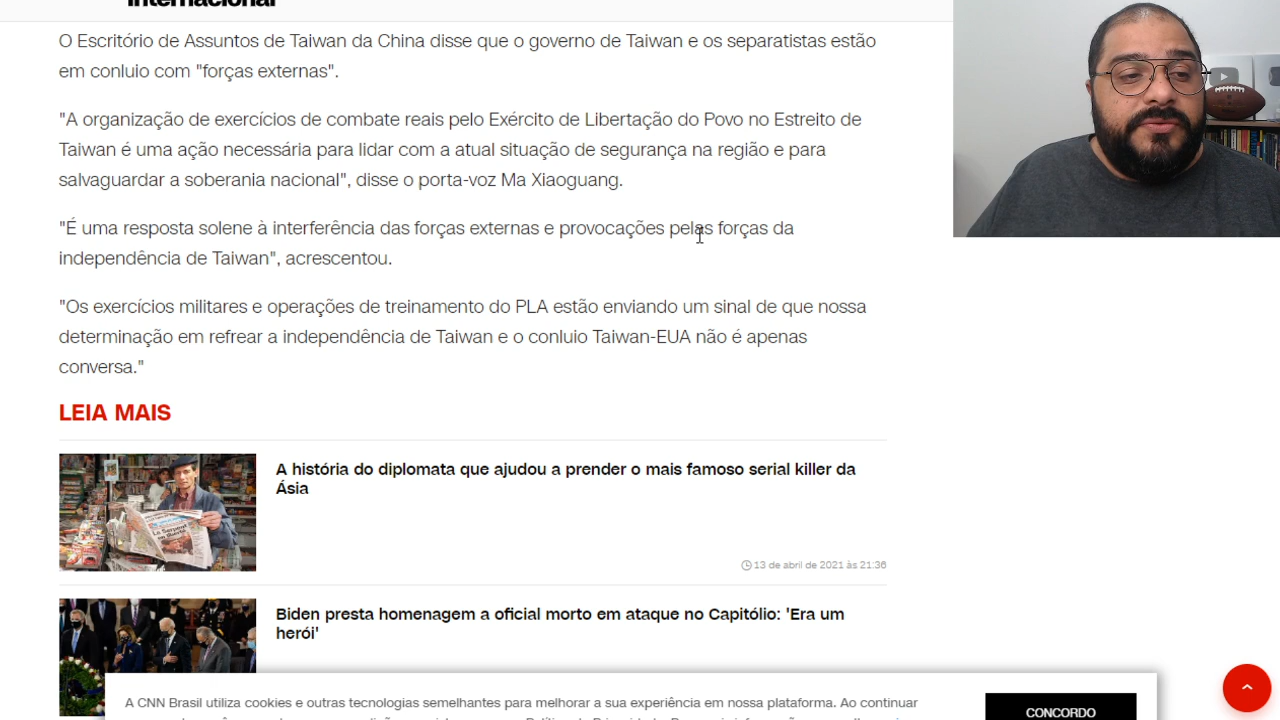 Internacional
O Escritório de Assuntos de Taiwan da China disse que o governo de Taiwan e os separatistas estão
em conluio com "forças externas".
"A organização de exercícios de combate reais pelo Exército de Libertação do Povo no Estreito de
Taiwan é uma ação necessária para lidar com a atual situação de segurança na região e para
salvaguardar a soberania nacional", disse o porta-voz Ma Xiaoguang.
"É uma resposta solene à interferência das forças externas e provocações pelas forças da
independência de Taiwan", acrescentou.
"Os exercícios militares e operações de treinamento do PLA estão enviando um sinal de que nossa
determinação em refrear a independência de Taiwan e o conluio Taiwan-EUA não é apenas
conversa."
LEIA MAIS
A história do diplomata que ajudou a prender o mais famoso serial killer da
Ásia
13 de abril de 2021 às 21:36
Biden presta homenagem a oficial morto em ataque no Capitólio: 'Era um
herói'
A CNN Brasil utiliza cookies e outras tecnologias semelhantes para melhorar a sua experiência em nossa plataforma. Ao continuar
CONCORDO